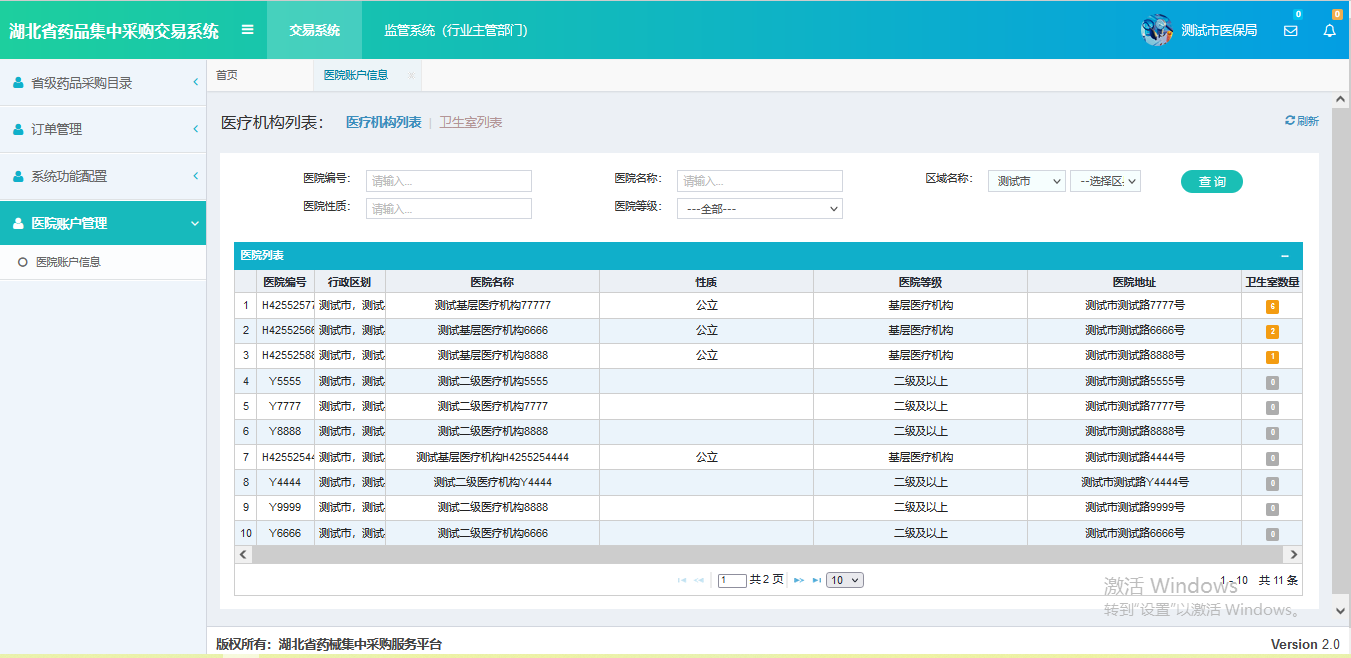 湖北省药品集中采购交易系统 交易系统 监管系统（行业主管部门） 测试市医保局 0 0
省级药品采购目录
订单管理
系统功能配置
医院账户管理
医院账户信息
首页 医院账户信息
医疗机构列表： 医疗机构列表 | 卫生室列表 刷新
医院编号： 请输入... 医院名称： 请输入... 区域名称： 测试市 --选择区 查 询
医院性质： 请输入... 医院等级： ---全部---
医院列表
医院编号 行政区划 医院名称 性质 医院等级 医院地址 卫生室数量
1 H42552577 测试市，测试 测试基层医疗机构77777 公立 基层医疗机构 测试市测试路7777号 6
2 H42552566 测试市，测试 测试基层医疗机构6666 公立 基层医疗机构 测试市测试路6666号 2
3 H42552588 测试市，测试 测试基层医疗机构8888 公立 基层医疗机构 测试市测试路8888号 1
4 Y5555 测试市，测试 测试二级医疗机构5555 二级及以上 测试市测试路5555号 0
5 Y7777 测试市，测试 测试二级医疗机构7777 二级及以上 测试市测试路7777号 0
6 Y8888 测试市，测试 测试二级医疗机构8888 二级及以上 测试市测试路8888号 0
7 H42552544 测试市，测试 测试基层医疗机构H4255254444 公立 基层医疗机构 测试市测试路4444号 0
8 Y4444 测试市，测试 测试二级医疗机构Y4444 二级及以上 测试市测试路Y4444号 0
9 Y9999 测试市，测试 测试二级医疗机构8888 二级及以上 测试市测试路9999号 0
10 Y6666 测试市，测试 测试二级医疗机构6666 二级及以上 测试市测试路6666号 0
1 共 2 页 10 1 - 10 共 11 条
激活 Windows
转到“设置”以激活 Windows。
版权所有：湖北省药械集中采购服务平台 Version 2.0